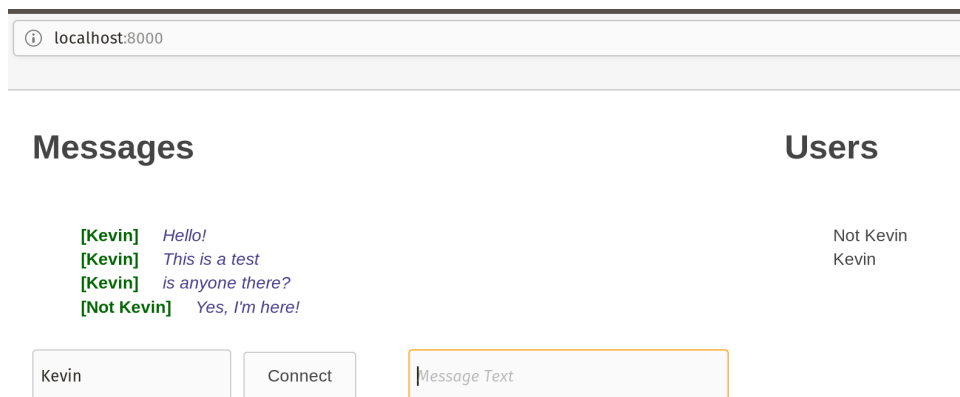 localhost:8000
Messages
Users
[Kevin] Hello!
[Kevin] This is a test
[Kevin] is anyone there?
[Not Kevin] Yes, I'm here!
Not Kevin
Kevin
Kevin
Connect
Message Text